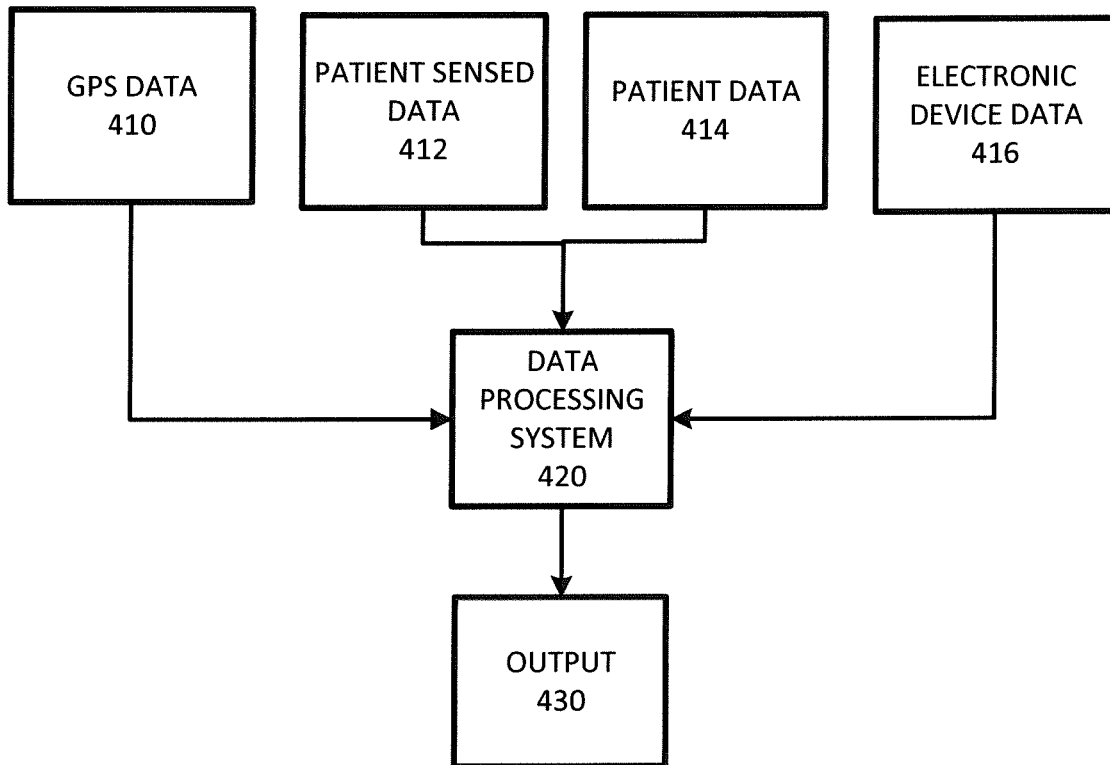 GPS DATA
410
PATIENT SENSED
DATA
412
PATIENT DATA
414
ELECTRONIC
DEVICE DATA
416
DATA
PROCESSING
SYSTEM
420
OUTPUT
430